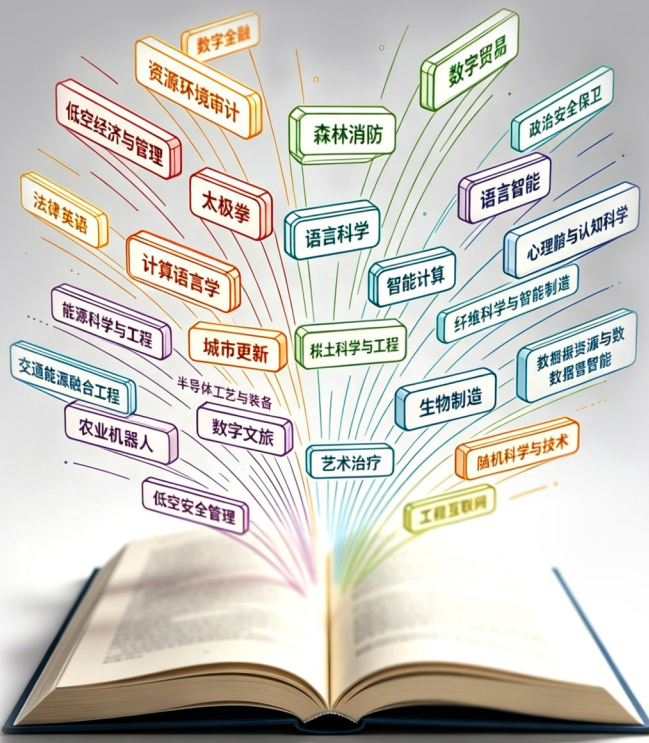 数字金融
数字贸易
资源环境审计
低空经济与管理
森林消防
政治安全保卫
太极拳
语言智能
法律英语
语言科学
心理脑与认知科学
计算语言学
智能计算
纤维科学与智能制造
能源科学与工程
城市更新
土科学与工程
数据
交通能源融合工程
半导体工艺与装备
生物制造
农业机器人
数字文旅
艺术治疗
机科学与技术
低空安全管理
工程互联网